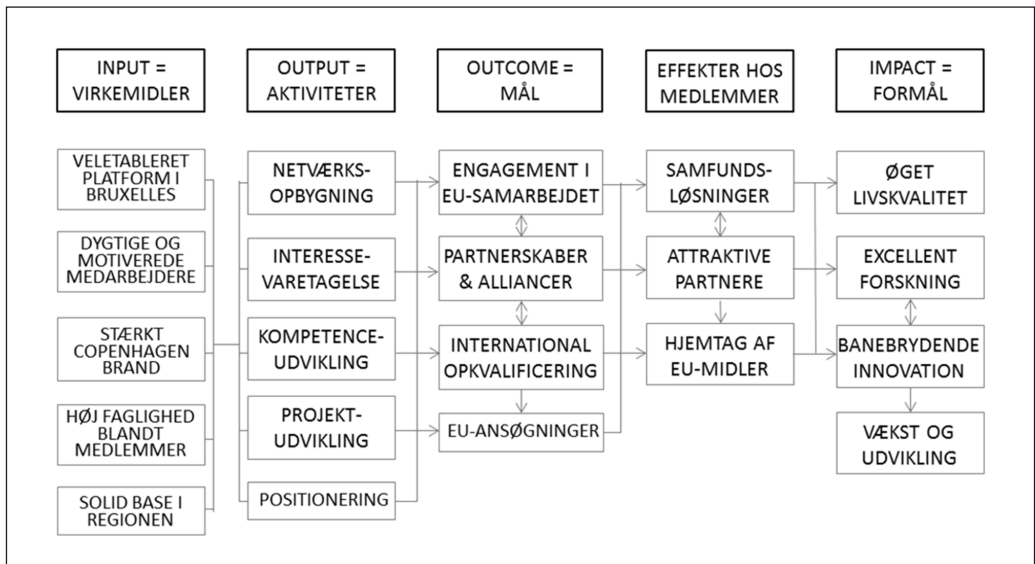 INPUT =
VIRKEMIDLER
OUTPUT =
AKTIVITETER
OUTCOME =
MÅL
EFFEKTER HOS
MEDLEMMER
IMPACT =
FORMÅL
VELETABLERET
PLATFORM I
BRUXELLES
DYGTIGE OG
MOTIVEREDE
MEDARBEJDERE
STÆRKT
COPENHAGEN
BRAND
HØJ FAGLIGHED
BLANDT
MEDLEMMER
SOLID BASE I
REGIONEN
NETVÆRKS-
OPBYGNING
INTERESSE-
VARETAGELSE
KOMPETENCE-
UDVIKLING
PROJEKT-
UDVIKLING
POSITIONERING
ENGAGEMENT I
EU-SAMARBEJDET
PARTNERSKABER
& ALLIANCER
INTERNATIONAL
OPKVALIFICERING
EU-ANSØGNINGER
SAMFUNDS-
LØSNINGER
ATTRAKTIVE
PARTNERE
HJEMTAG AF
EU-MIDLER
ØGET
LIVSKVALITET
EXCELLENT
FORSKNING
BANEBRYDENDE
INNOVATION
VÆKST OG
UDVIKLING